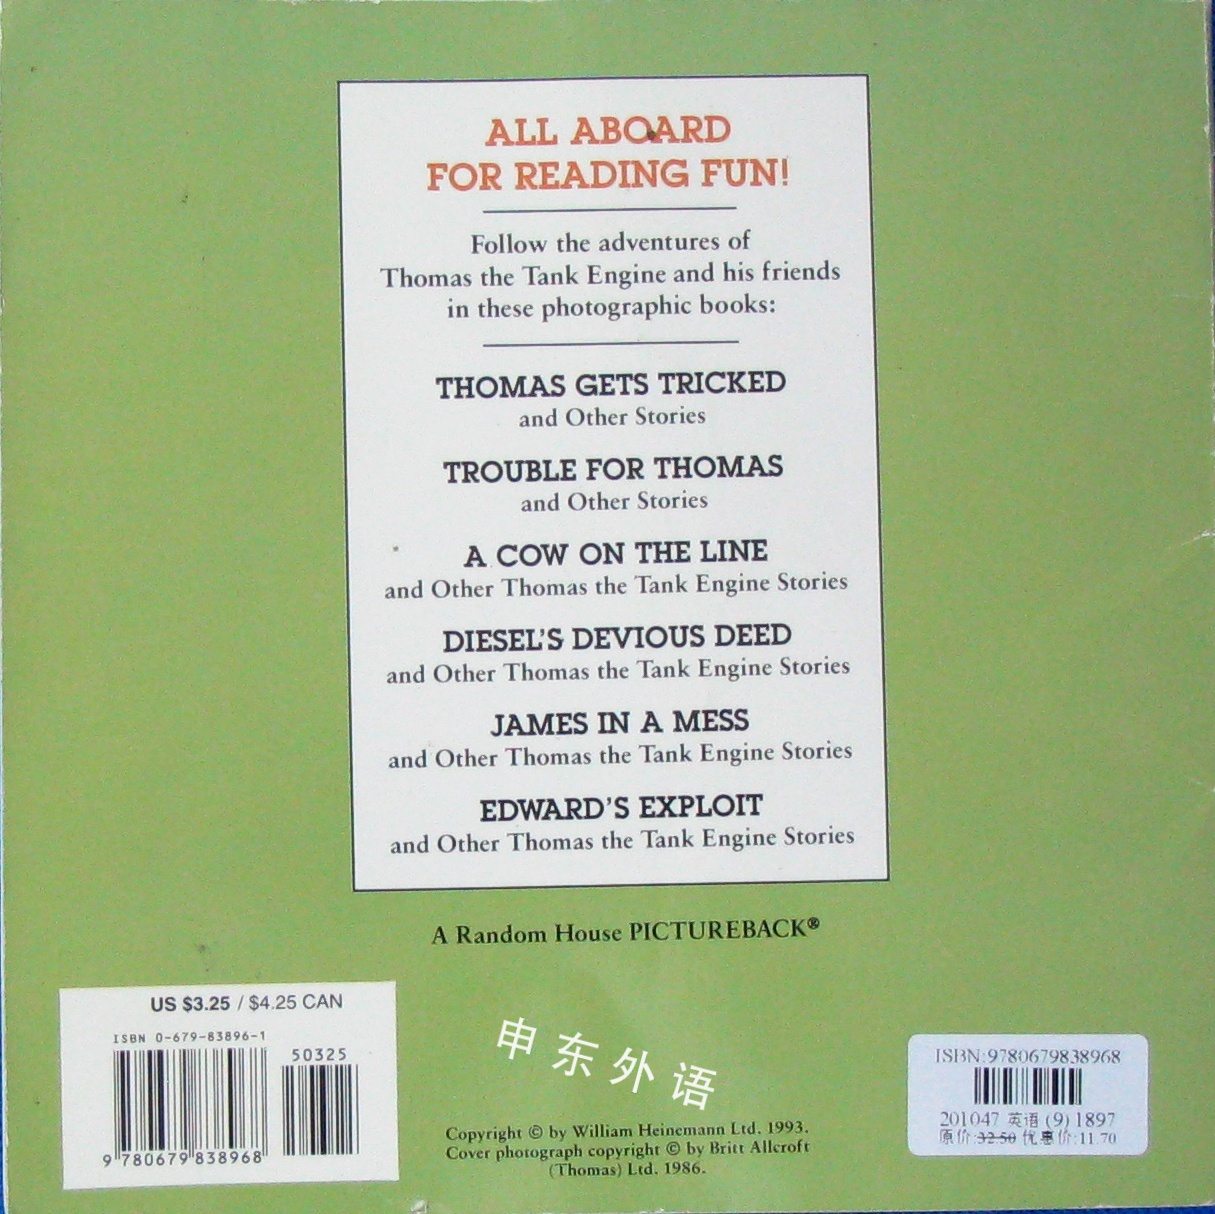 ALL ABOARD
FOR READING FUN!
Follow the adventures of
Thomas the Tank Engine and his friends
in these photographic books:
THOMAS GETS TRICKED
and Other Stories
TROUBLE FOR THOMAS
and Other Stories
A COW ON THE LINE
and Other Thomas the Tank Engine Stories
DIESEL'S DEVIOUS DEED
and Other Thomas the Tank Engine Stories
JAMES IN A MESS
and Other Thomas the Tank Engine Stories
EDWARD'S EXPLOIT
and Other Thomas the Tank Engine Stories
A Random House PICTUREBACK®
US $3.25 / $4.25 CAN
ISBN 0-679-83896-1
50325
9 780679 838968
申东外语
Copyright © by William Heinemann Ltd. 1993.
Cover photograph copyright © by Britt Allcroft
(Thomas) Ltd. 1986.
ISBN:9780679838968
201047 英语 (9) 1897
原价:32.50 优惠价:11.70